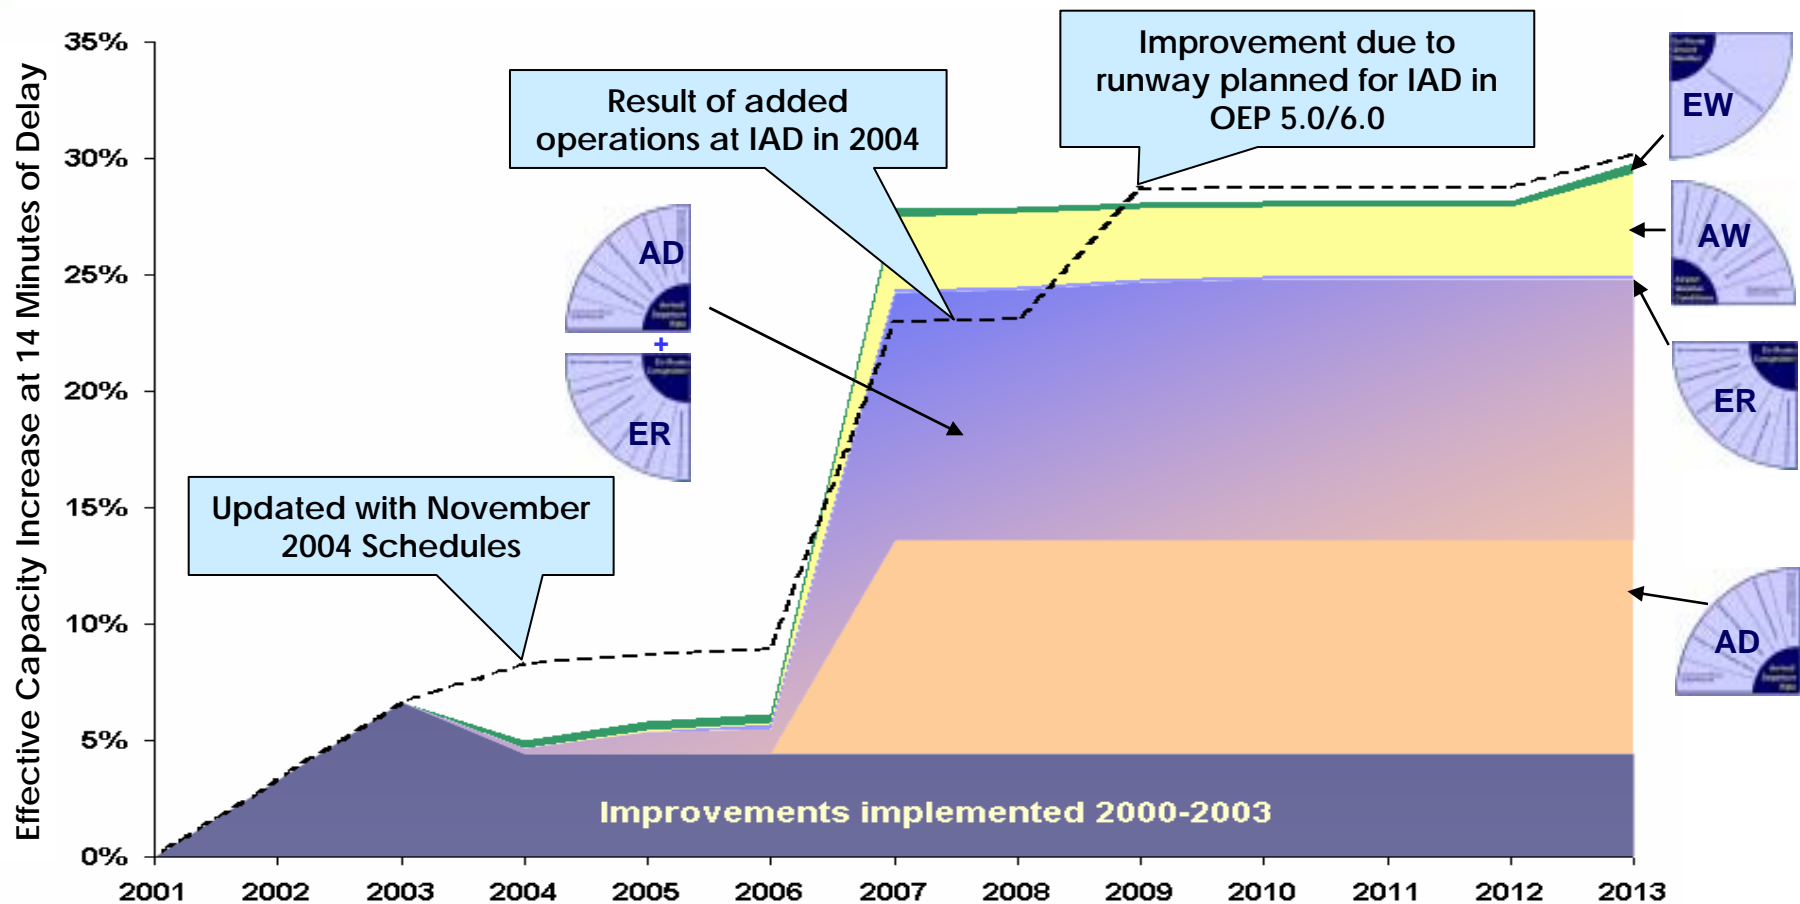 Effective Capacity Increase at 14 Minutes of Delay
35%
30%
25%
20%
15%
10%
5%
0%
2001 2002 2003 2004 2005 2006 2007 2008 2009 2010 2011 2012 2013
Updated with November
2004 Schedules
Result of added
operations at IAD in 2004
Improvement due to
runway planned for IAD in
OEP 5.0/6.0
AD
+
ER
EW
AW
ER
AD
Improvements implemented 2000-2003